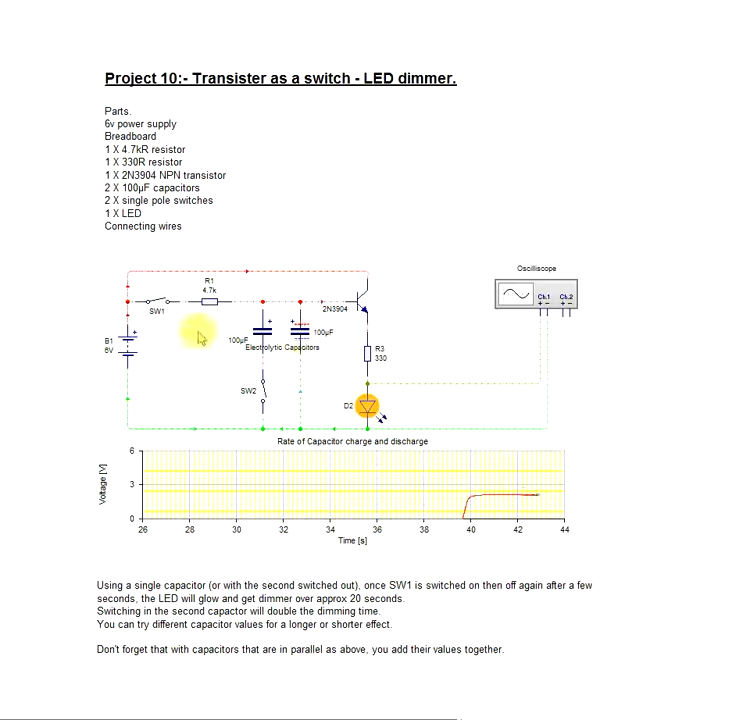 Project 10:- Transister as a switch - LED dimmer.
Parts.
6v power supply
Breadboard
1 X 4.7kR resistor
1 X 330R resistor
1 X 2N3904 NPN transistor
2 X 100µF capacitors
2 X single pole switches
1 X LED
Connecting wires
Oscilliscope
Ch1 Ch2
+ - + -
R1
4.7k
SW1
2N3904
B1
6V
+
100µF
+
100µF
Electrolytic Capacitors
R3
330
SW2
D2
Rate of Capacitor charge and discharge
Voltage [V]
6
3
0
26 28 30 32 34 36 38 40 42 44
Time [s]
Using a single capacitor (or with the second switched out), once SW1 is switched on then off again after a few
seconds, the LED will glow and get dimmer over approx 20 seconds.
Switching in the second capactor will double the dimming time.
You can try different capacitor values for a longer or shorter effect.
Don't forget that with capacitors that are in parallel as above, you add their values together.